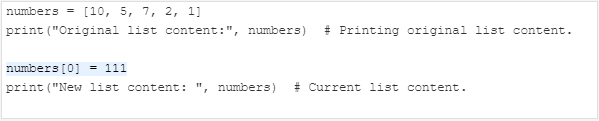 numbers = [10, 5, 7, 2, 1]
print("Original list content:", numbers)  # Printing original list content.
numbers[0] = 111
print("New list content: ", numbers)  # Current list content.